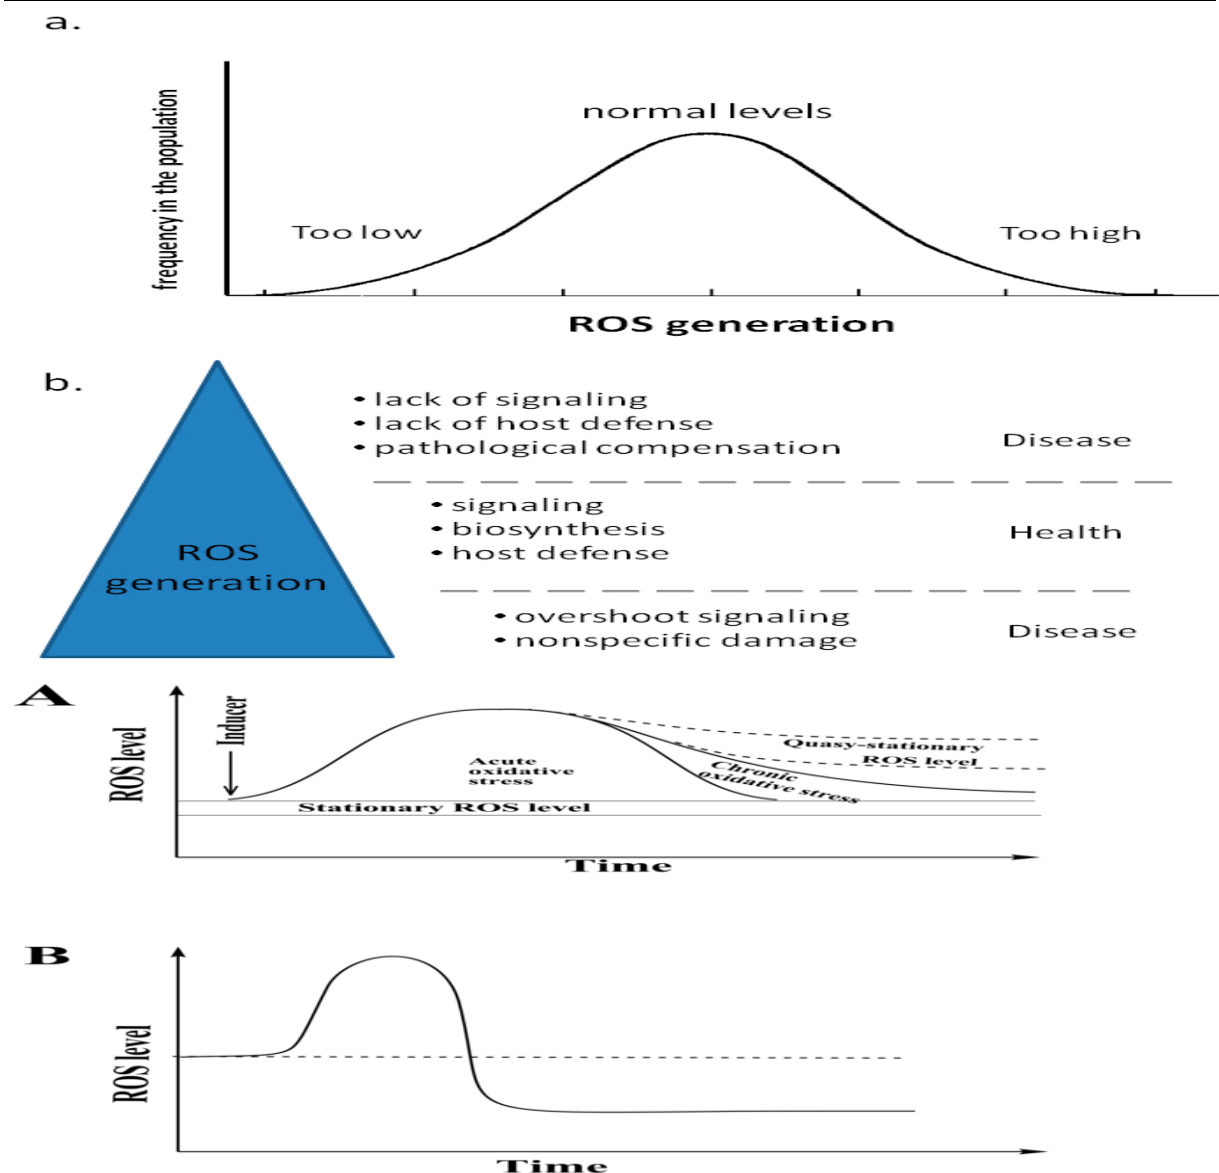 a.
frequency in the population
normal levels
Too low
Too high
ROS generation
b.
ROS
generation
• lack of signaling
• lack of host defense
• pathological compensation
Disease
• signaling
• biosynthesis
• host defense
Health
• overshoot signaling
• nonspecific damage
Disease
A
ROS level
Inducer
Acute
oxidative
stress
Quasy-stationary
ROS level
Chronic
oxidative stress
Stationary ROS level
Time
B
ROS level
Time